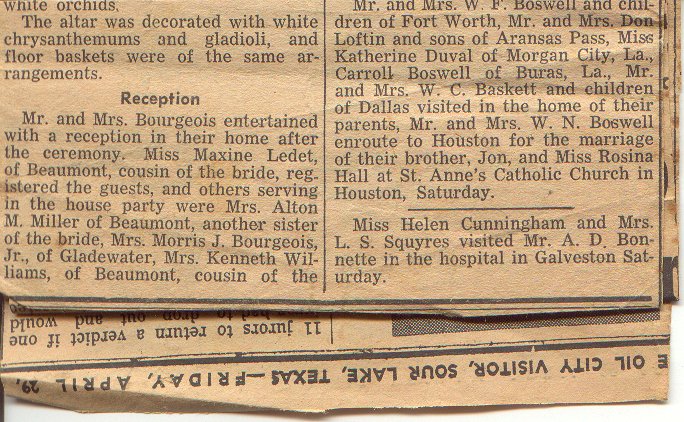 white orchids.
The altar was decorated with white
chrysanthemums and gladioli, and
floor baskets were of the same ar-
rangements.
Reception
Mr. and Mrs. Bourgeois entertained
with a reception in their home after
the ceremony. Miss Maxine Ledet,
of Beaumont, cousin of the bride, reg-
istered the guests, and others serving
in the house party were Mrs. Alton
M. Miller of Beaumont, another sister
of the bride, Mrs. Morris J. Bourgeois,
Jr., of Gladewater, Mrs. Kenneth Wil-
liams, of Beaumont, cousin of the
Mr. and Mrs. W. F. Boswell and chil-
dren of Fort Worth, Mr. and Mrs. Don
Loftin and sons of Aransas Pass, Miss
Katherine Duval of Morgan City, La.,
Carroll Boswell of Buras, La., Mr.
and Mrs. W. C. Baskett and children
of Dallas visited in the home of their
parents, Mr. and Mrs. W. N. Boswell
enroute to Houston for the marriage
of their brother, Jon, and Miss Rosina
Hall at St. Anne's Catholic Church in
Houston, Saturday.
Miss Helen Cunningham and Mrs.
L. S. Squyres visited Mr. A. D. Bon-
nette in the hospital in Galveston Sat-
urday.
11 jurors to return a verdict if one
had to drop out and would
OIL CITY VISITOR, SOUR LAKE, TEXAS—FRIDAY, APRIL 29,